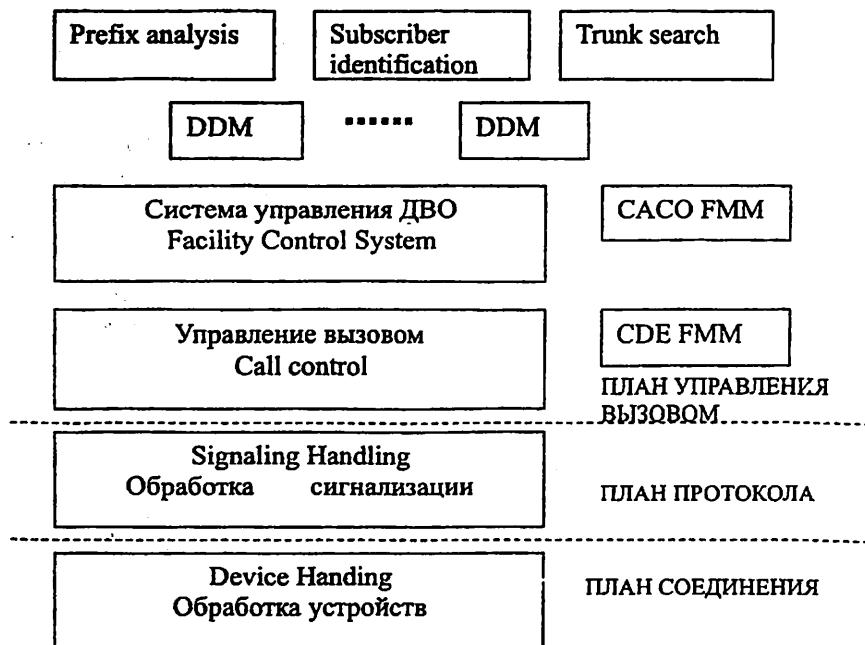 Prefix analysis
Subscriber
identification
Trunk search
DDM
DDM
Система управления ДВО
Facility Control System
CACO FMM
Управление вызовом
Call control
CDE FMM
ПЛАН УПРАВЛЕНИЯ
ВЫЗОВОМ
Signaling Handling
Обработка сигнализации
ПЛАН ПРОТОКОЛА
Device Handing
Обработка устройств
ПЛАН СОЕДИНЕНИЯ